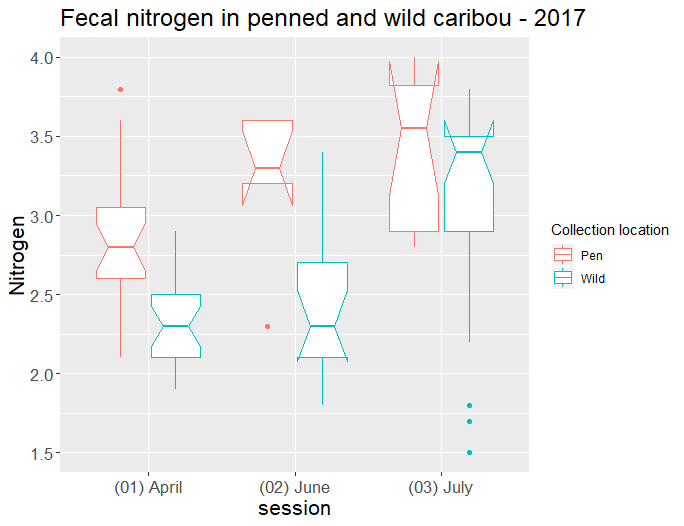 Fecal nitrogen in penned and wild caribou - 2017
4.0
3.5
3.0
2.5
2.0
1.5
Nitrogen
(01) April (02) June (03) July
session
Collection location
Pen
Wild